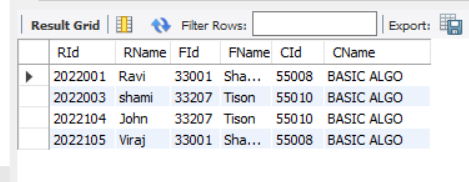 Result Grid Filter Rows: Export:
RId RName FId FName CId CName
2022001 Ravi 33001 Sha... 55008 BASIC ALGO
2022003 shami 33207 Tison 55010 BASIC ALGO
2022104 John 33207 Tison 55010 BASIC ALGO
2022105 Viraj 33001 Sha... 55008 BASIC ALGO